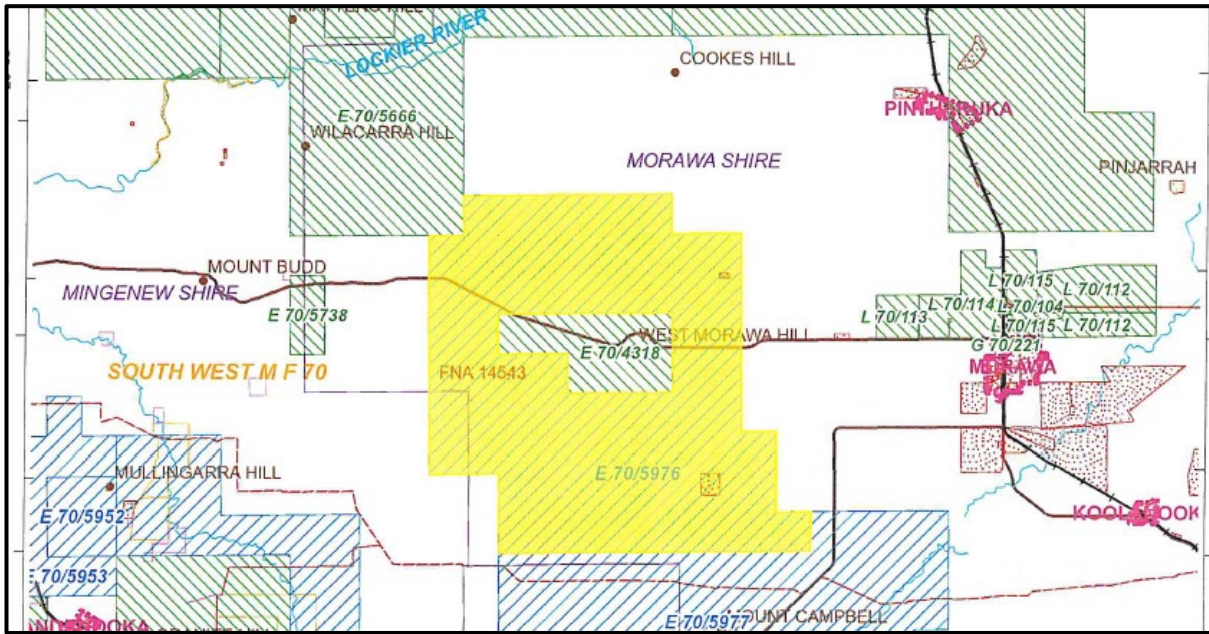 LOCKIER RIVER
COOKES HILL
E 70/5666
WILACARRA HILL
MORAWA SHIRE
PINJARRAH
MOUNT BUDD
MINGENEW SHIRE
E 70/5738
L 70/115
L 70/112
L 70/114
L 70/104
L 70/113
L 70/115
L 70/112
G 70/221
WEST MORAWA HILL
E 70/4318
MORAWA
SOUTH WEST M F 70
FNA 14543
E 70/5976
MULLINGARRA HILL
E 70/5952
70/5953
E 70/5977
MOUNT CAMPBELL